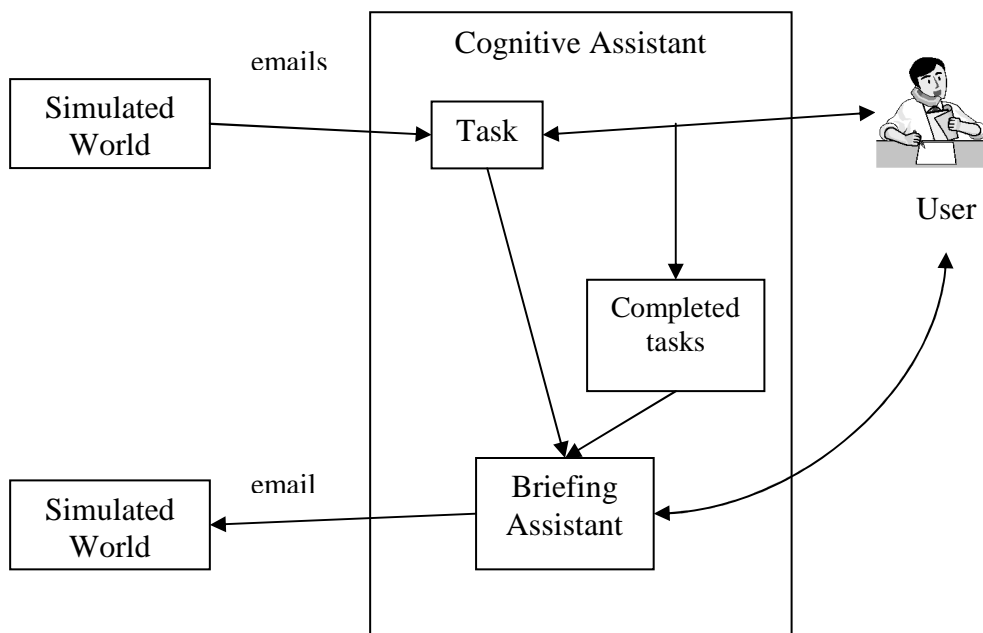 Cognitive Assistant
emails
Simulated
World
Task
User
Completed
tasks
email
Simulated
World
Briefing
Assistant